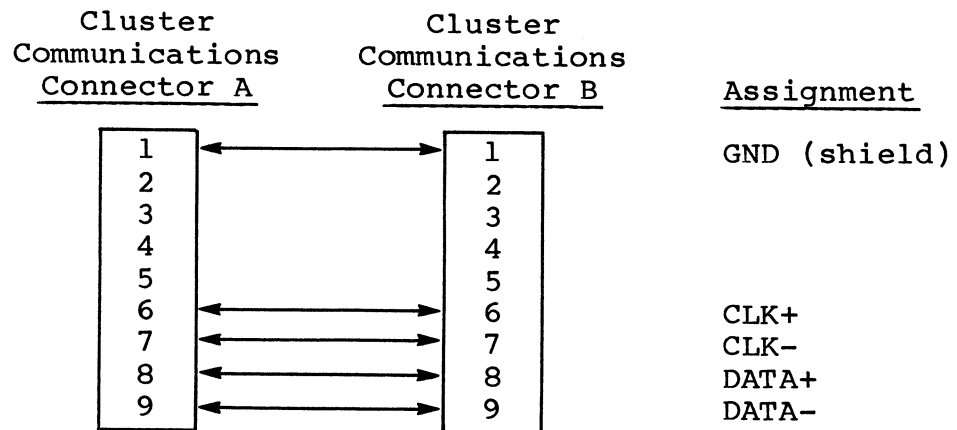 Cluster Communications Connector A
Cluster Communications Connector B
Assignment
1 1 GND (shield)
2 2
3 3
4 4
5 5
6 6 CLK+
7 7 CLK-
8 8 DATA+
9 9 DATA-